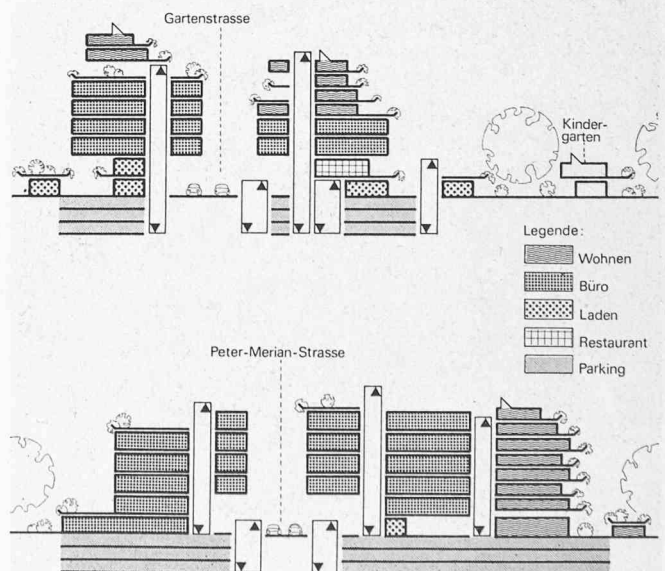 Gartenstrasse
Kinder-
garten
Legende:
Wohnen
Büro
Laden
Restaurant
Parking
Peter-Merian-Strasse